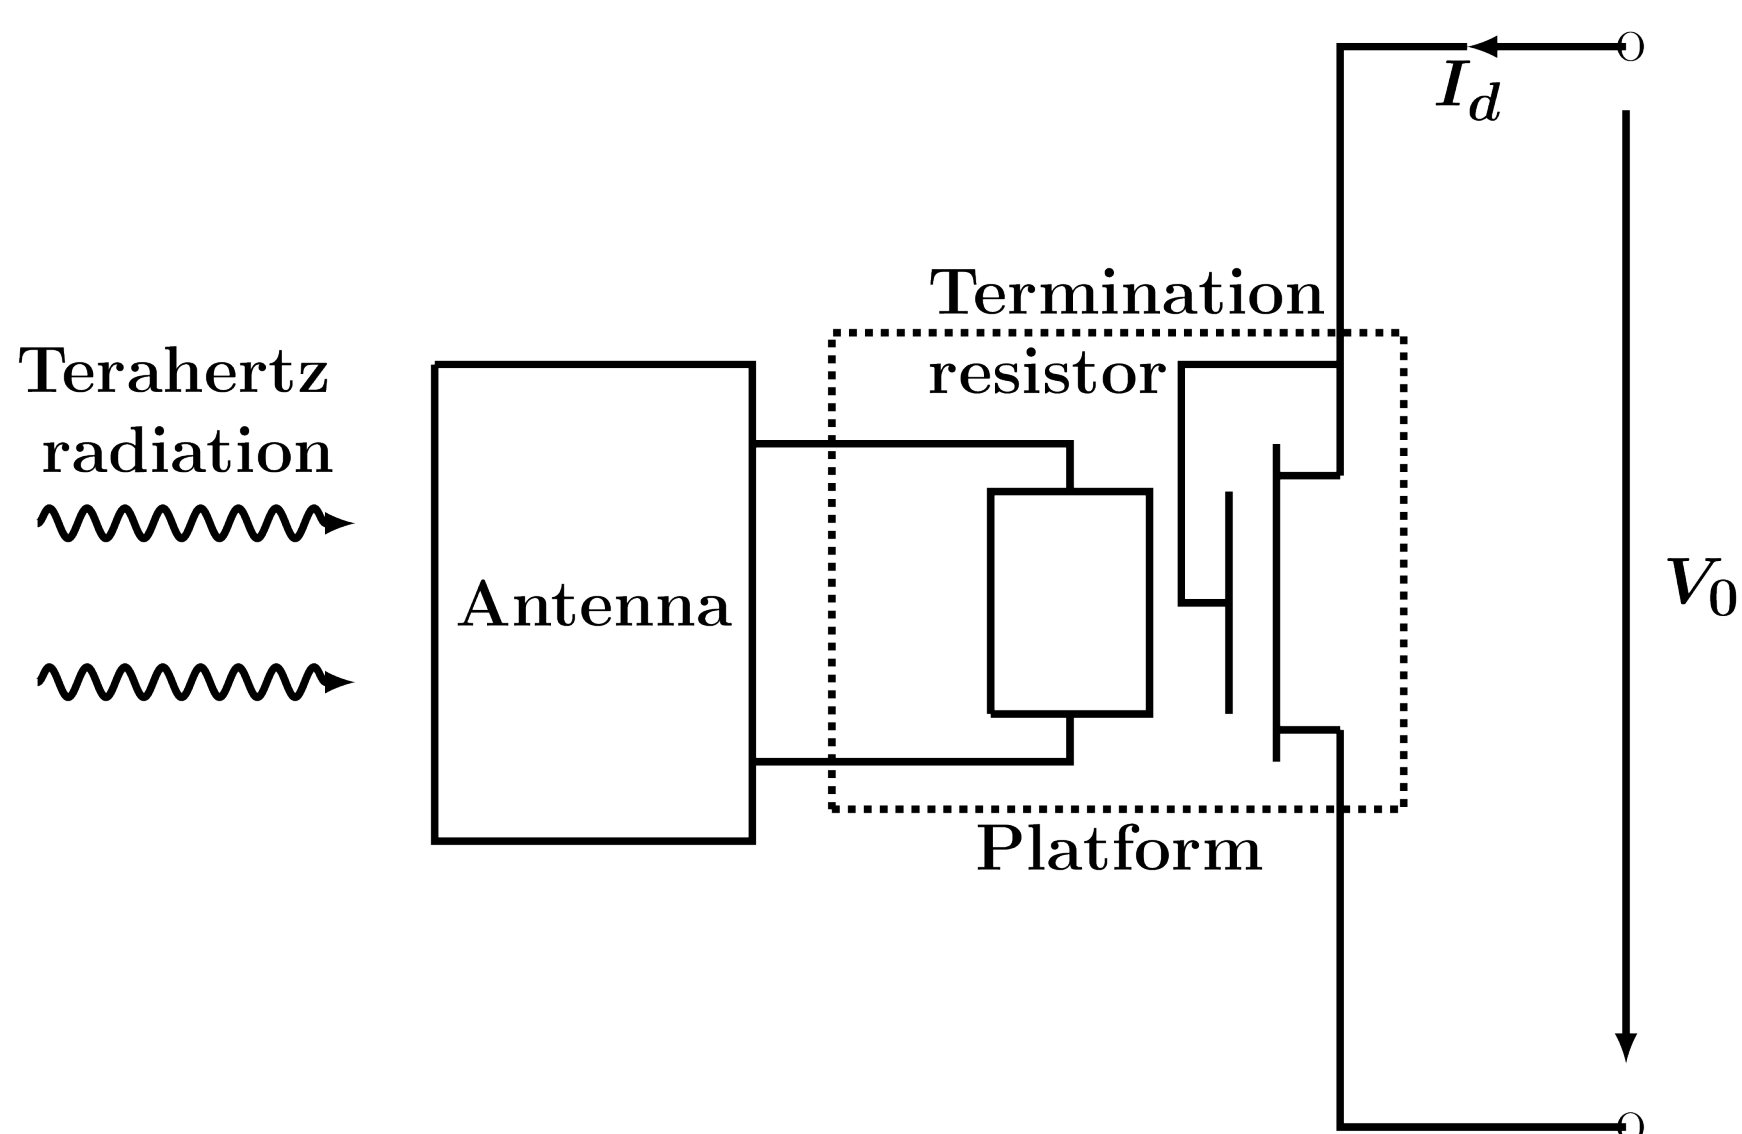 I_d
Termination
resistor
Terahertz
radiation
Antenna
V_0
Platform